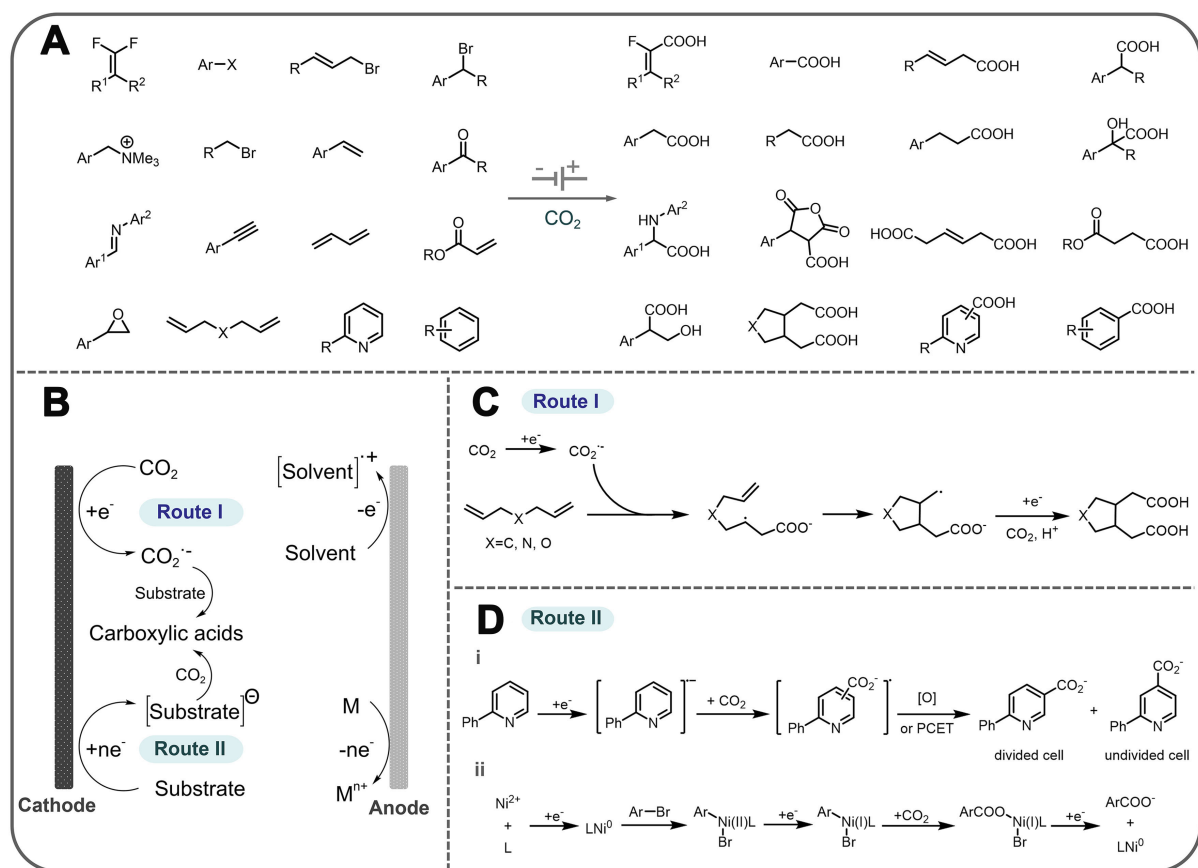 A
F F
R¹ R²
Ar–X
R Br
Br
Ar R
F COOH
R¹ R²
Ar–COOH
R COOH
COOH
Ar R
Ar ⊕ NMe₃
R Br
Ar
O
Ar R
- +
CO₂
Ar COOH
R COOH
Ar COOH
OH
COOH
Ar R
Ar²
N
Ar¹
Ar
O
RO
HN Ar²
Ar¹ COOH
O O O
Ar
COOH
HOOC COOH
O
RO COOH
O
Ar
X
R N
R
COOH
Ar OH
X COOH
COOH
COOH
R N
R COOH
B
CO₂
+e⁻
Route I
CO₂·⁻
Substrate
Carboxylic acids
CO₂
[Substrate]⊖
+ne⁻
Route II
Substrate
Cathode
[Solvent]·+
-e⁻
Solvent
M
-ne⁻
Mⁿ⁺
Anode
C Route I
CO₂ +e⁻ CO₂·⁻
X
X=C, N, O
X COO⁻
X COO⁻
+e⁻
CO₂, H⁺
X COOH
COOH
D Route II
i
Ph N
+e⁻
[Ph N]·⁻
+ CO₂
[Ph N CO₂⁻]·
[O]
or PCET
Ph N CO₂⁻
divided cell
+
CO₂⁻
Ph N
undivided cell
ii
Ni²⁺
+
L
+e⁻
LNi⁰
Ar–Br
Ar Ni(II)L
Br
+e⁻
Ar Ni(I)L
Br
+CO₂
ArCOO Ni(I)L
Br
+e⁻
ArCOO⁻
+
LNi⁰